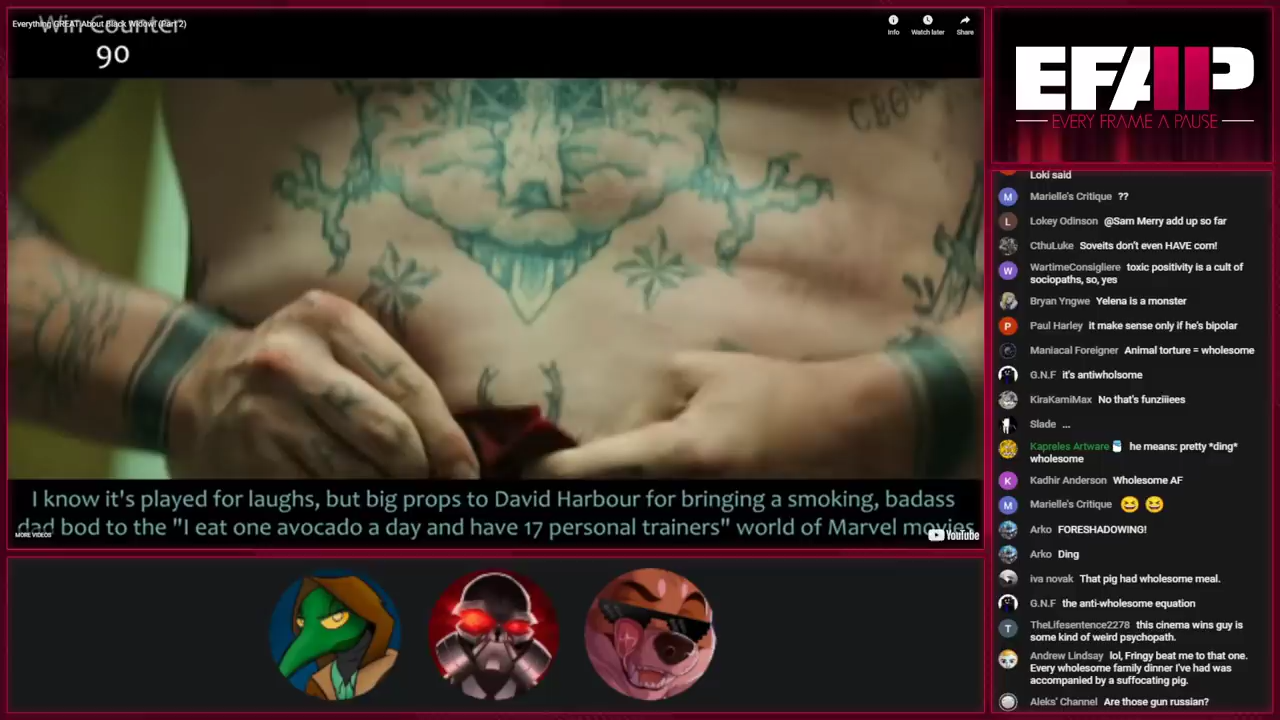 Everything GREAT About Black Widow! (Part 2)
Win Counter
90
Info
Watch later
Share
I know it's played for laughs, but big props to David Harbour for bringing a smoking, badass
dad bod to the "I eat one avocado a day and have 17 personal trainers" world of Marvel movies.
MORE VIDEOS
YouTube
EFAP
EVERY FRAME A PAUSE
Loki said
Marielle's Critique ??
Lokey Odinson @Sam Merry add up so far
CthuLuke Soveits don't even HAVE corn!
WartimeConsigliere toxic positivity is a cult of
sociopaths, so, yes
Bryan Yngwe Yelena is a monster
Paul Harley it make sense only if he's bipolar
Maniacal Foreigner Animal torture = wholesome
G.N.F it's antiwholsome
KiraKamiMax No that's funziiiees
Slade ...
Kapreles Artware he means: pretty *ding*
wholesome
Kadhir Anderson Wholesome AF
Marielle's Critique 😆 😆
Arko FORESHADOWING!
Arko Ding
iva novak That pig had wholesome meal.
G.N.F the anti-wholesome equation
TheLifesentence2278 this cinema wins guy is
some kind of weird psychopath.
Andrew Lindsay lol, Fringy beat me to that one.
Every wholesome family dinner I've had was
accompanied by a suffocating pig.
Aleks' Channel Are those gun russian?